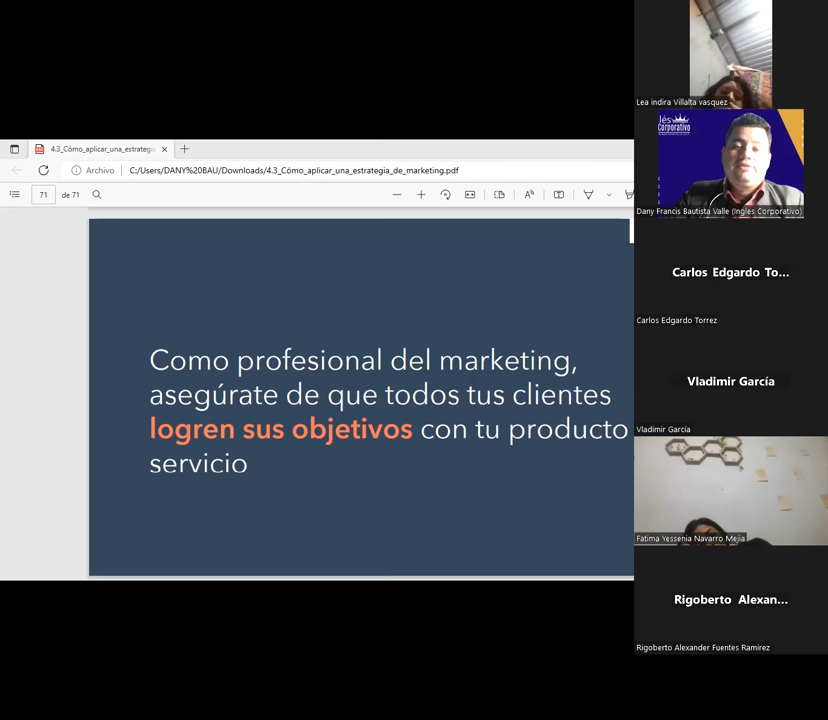 Lea indira Villalta vasquez
lés
Corporativo
Dany Francis Bautista Valle (Ingles Corporativo)
Carlos Edgardo To...
Carlos Edgardo Torrez
Vladimir García
Vladimir García
Fatima Yessenia Navarro Mejia
Rigoberto Alexan...
Rigoberto Alexander Fuentes Ramirez
4.3_Cómo_aplicar_una_estrategi
Archivo
C:/Users/DANY%20BAU/Downloads/4.3_Cómo_aplicar_una_estrategia_de_marketing.pdf
71 de 71
Como profesional del marketing,
asegúrate de que todos tus clientes
logren sus objetivos con tu producto
servicio